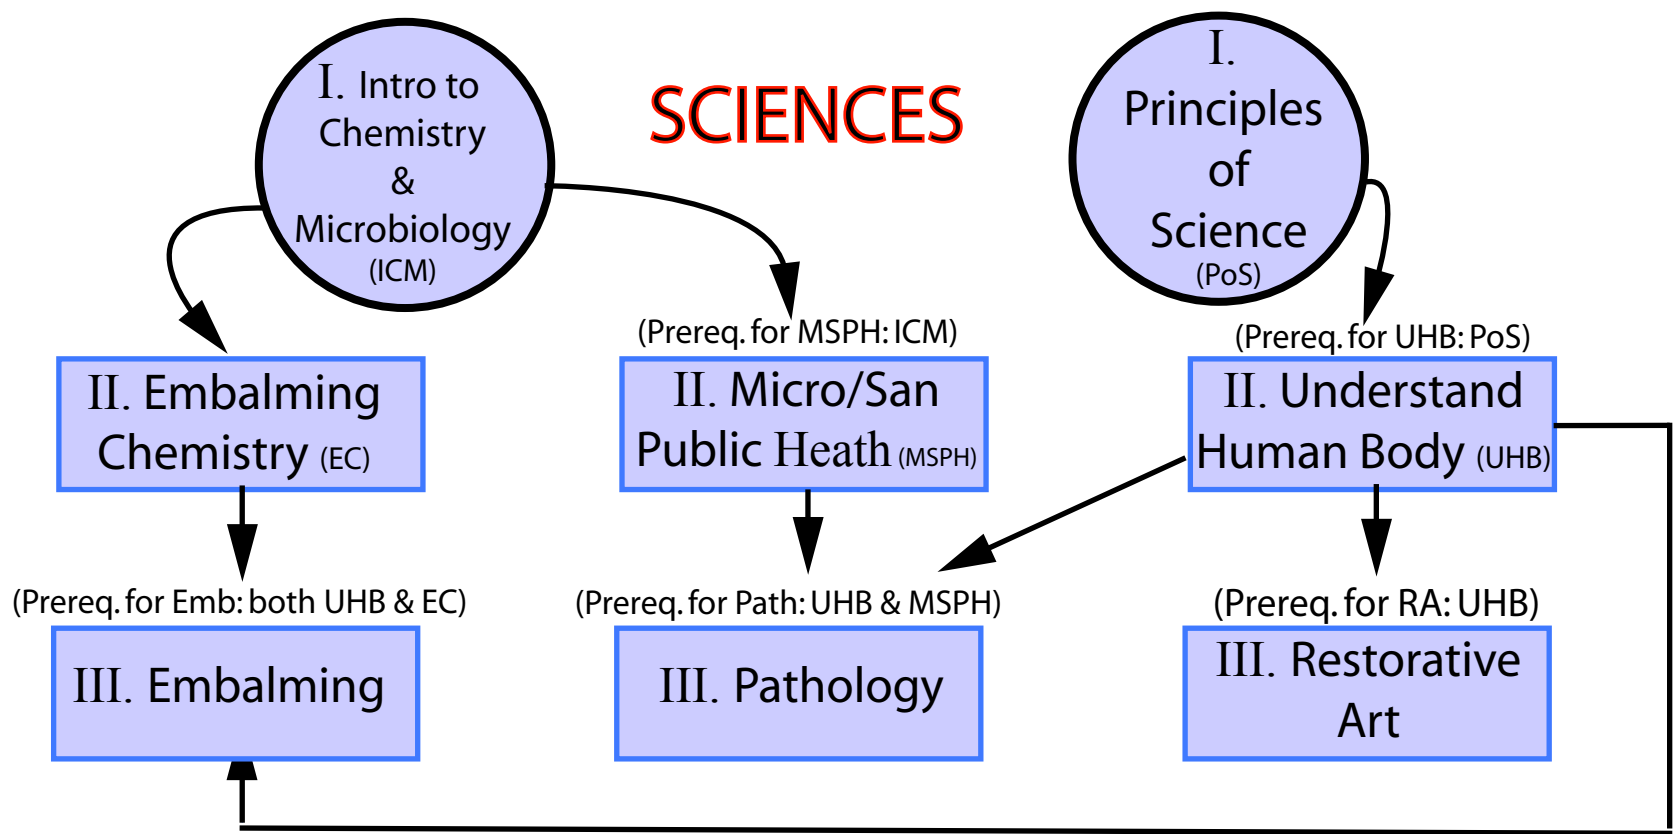 I. Intro to
Chemistry
&
Microbiology
(ICM)
SCIENCES
I.
Principles
of
Science
(PoS)
(Prereq. for MSPH: ICM)
(Prereq. for UHB: PoS)
II. Embalming
Chemistry (EC)
II. Micro/San
Public Heath (MSPH)
II. Understand
Human Body (UHB)
(Prereq. for Emb: both UHB & EC)
(Prereq. for Path: UHB & MSPH)
(Prereq. for RA: UHB)
III. Embalming
III. Pathology
III. Restorative
Art